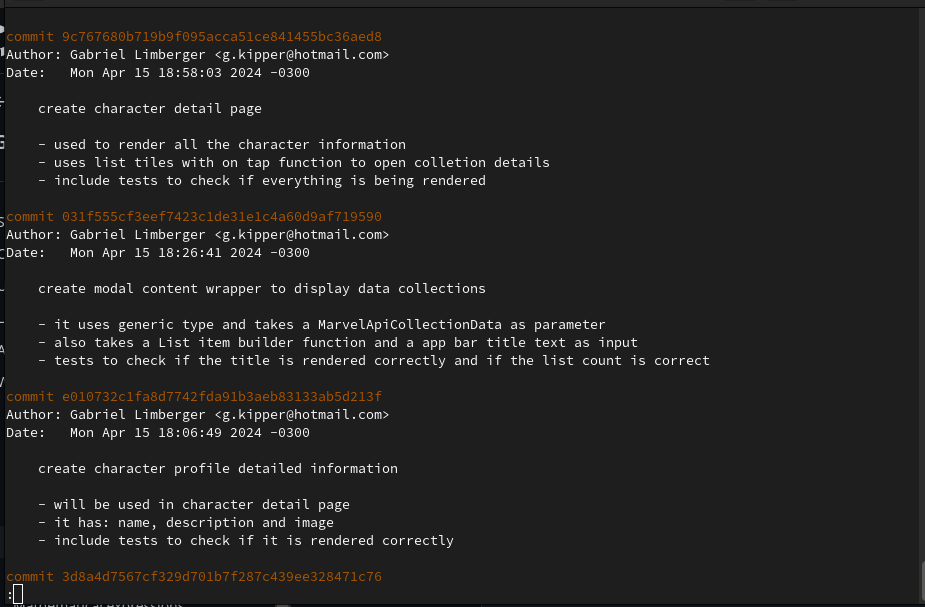 commit 9c767680b719b9f095acca51ce841455bc36aed8
Author: Gabriel Limberger <g.kipper@hotmail.com>
Date:   Mon Apr 15 18:58:03 2024 -0300
create character detail page
- used to render all the character information
- uses list tiles with on tap function to open colletion details
- include tests to check if everything is being rendered
commit 031f555cf3eef7423c1de31e1c4a60d9af719590
Author: Gabriel Limberger <g.kipper@hotmail.com>
Date:   Mon Apr 15 18:26:41 2024 -0300
create modal content wrapper to display data collections
- it uses generic type and takes a MarvelApiCollectionData as parameter
- also takes a List item builder function and a app bar title text as input
- tests to check if the title is rendered correctly and if the list count is correct
commit e010732c1fa8d7742fda91b3aeb83133ab5d213f
Author: Gabriel Limberger <g.kipper@hotmail.com>
Date:   Mon Apr 15 18:06:49 2024 -0300
create character profile detailed information
- will be used in character detail page
- it has: name, description and image
- include tests to check if it is rendered correctly
commit 3d8a4d7567cf329d701b7f287c439ee328471c76
: